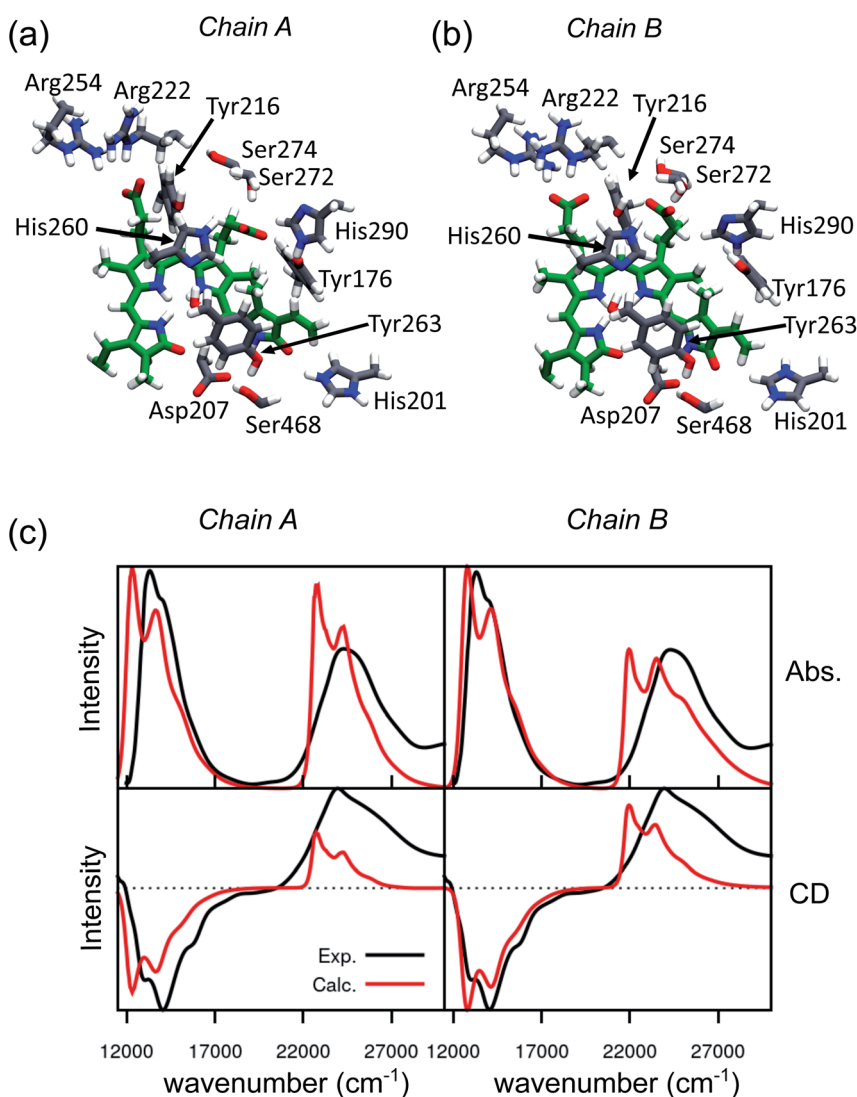 (a) Chain A
Arg254 Arg222
Tyr216
Ser274
Ser272
His260
His290
Tyr176
Tyr263
Asp207
His201
Ser468
(b) Chain B
Arg254 Arg222
Tyr216
Ser274
Ser272
His260
His290
Tyr176
Tyr263
Asp207
His201
Ser468
(c) Chain A Chain B
Intensity Abs.
Intensity CD
Exp.
Calc.
12000 17000 22000 27000 12000 17000 22000 27000
wavenumber (cm⁻¹) wavenumber (cm⁻¹)